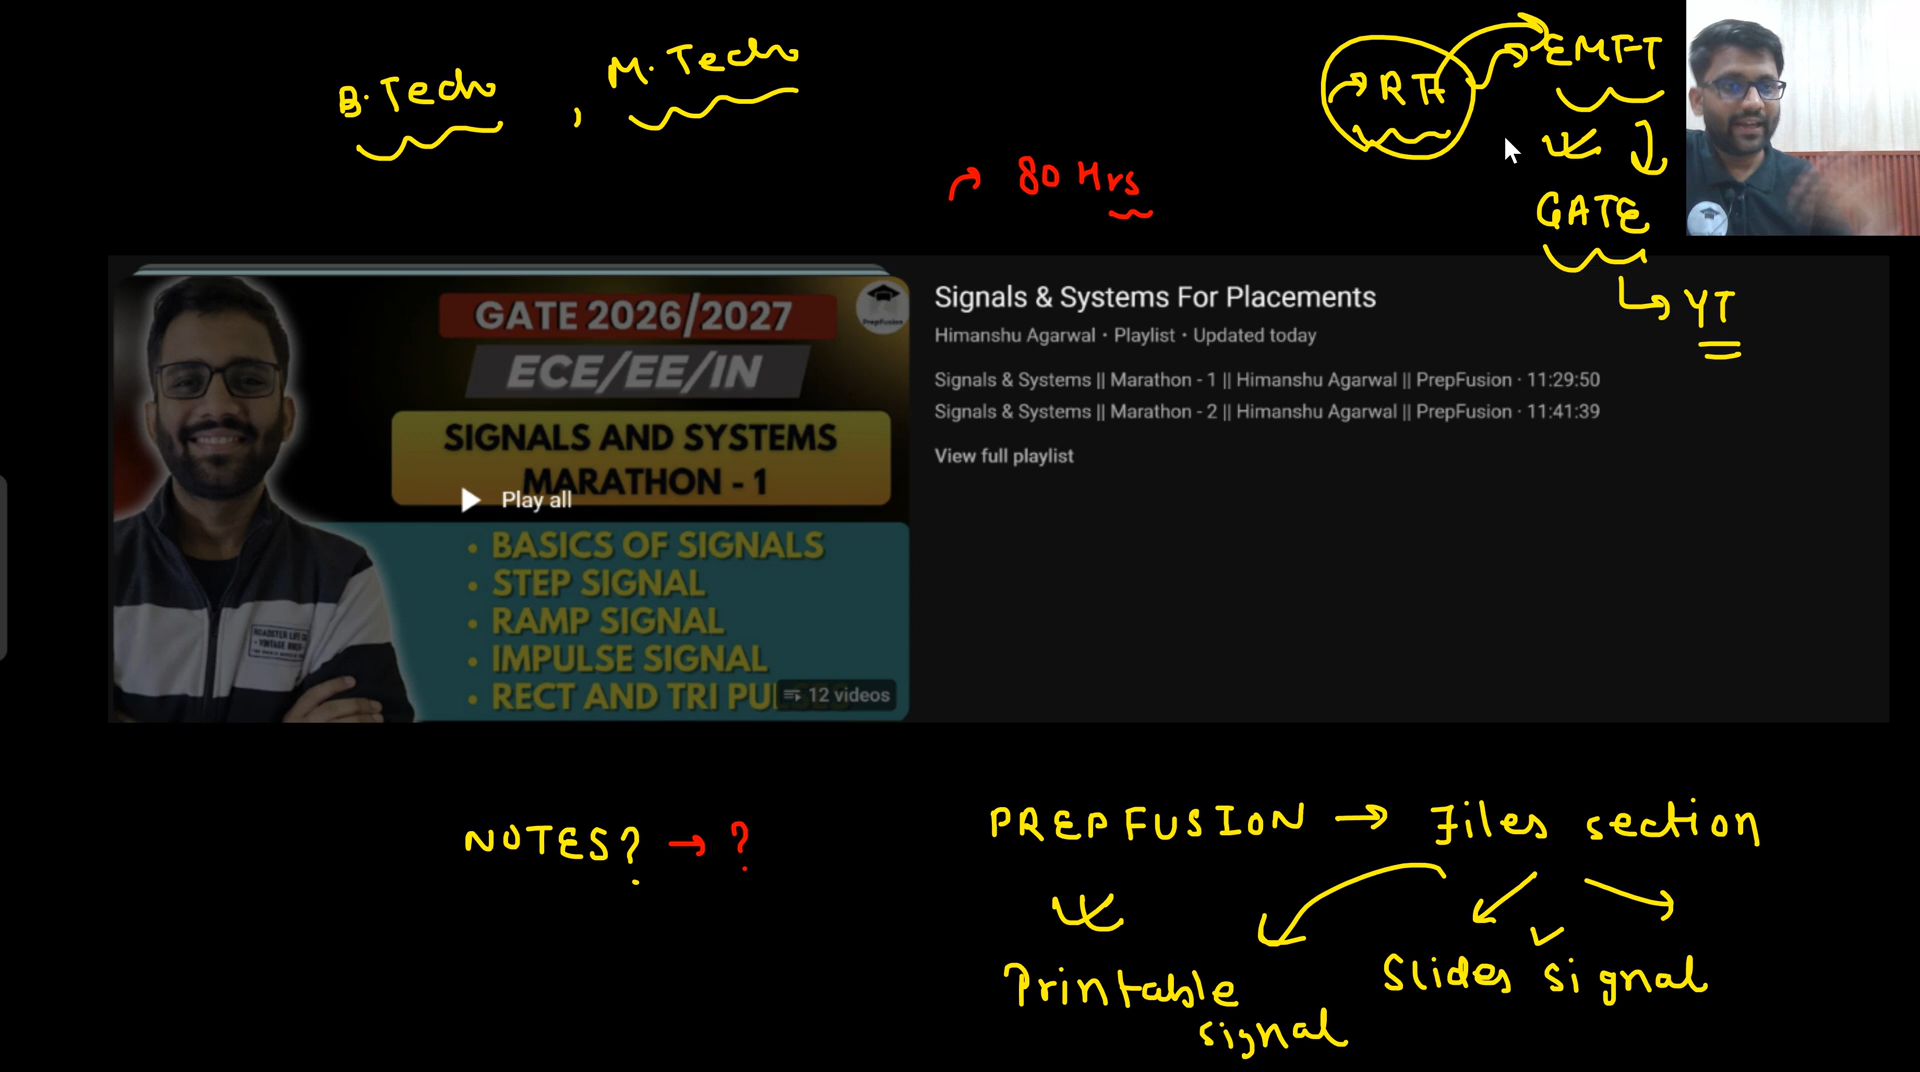 B.Tech , M.Tech
→ RF
EMFT
→ 80 Hrs
GATE
YT
GATE 2026/2027
PrepFusion
ECE/EE/IN
SIGNALS AND SYSTEMS
MARATHON - 1
Play all
• BASICS OF SIGNALS
• STEP SIGNAL
• RAMP SIGNAL
• IMPULSE SIGNAL
• RECT AND TRI PULSES
12 videos
Signals & Systems For Placements
Himanshu Agarwal • Playlist • Updated today
Signals & Systems || Marathon - 1 || Himanshu Agarwal || PrepFusion · 11:29:50
Signals & Systems || Marathon - 2 || Himanshu Agarwal || PrepFusion · 11:41:39
View full playlist
NOTES? → ?
PREPFUSION → Files section
Printable
signal
Slides signal